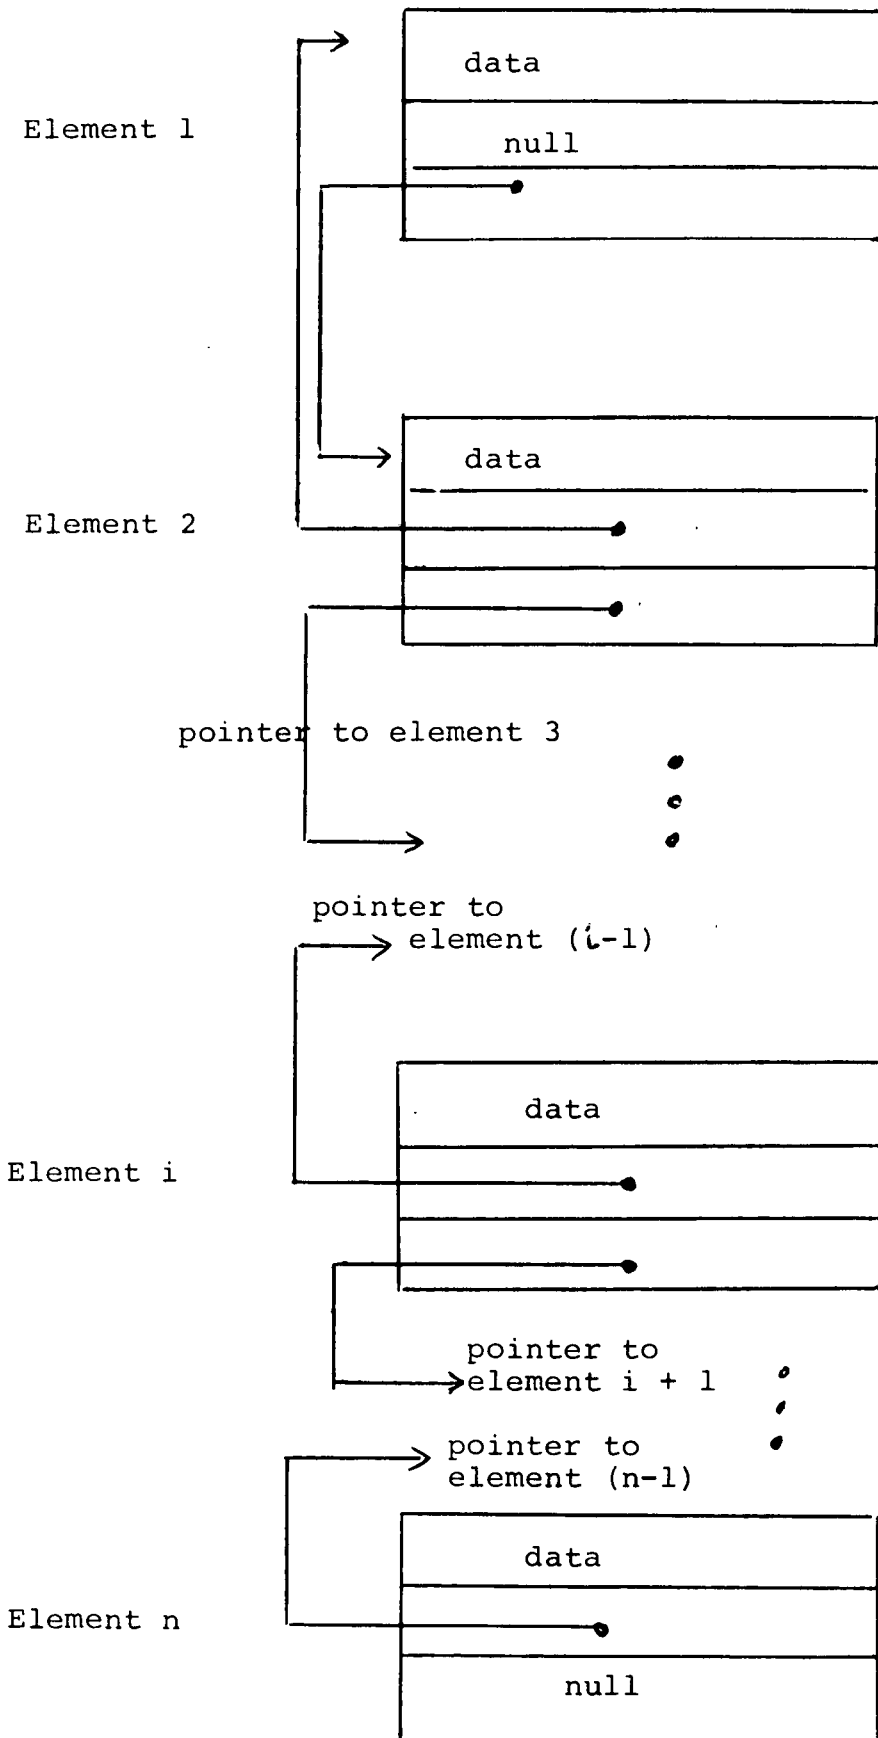 data
Element 1
null
data
Element 2
pointer to element 3
pointer to
element (i-1)
data
Element i
pointer to
element i + 1
pointer to
element (n-1)
data
Element n
null